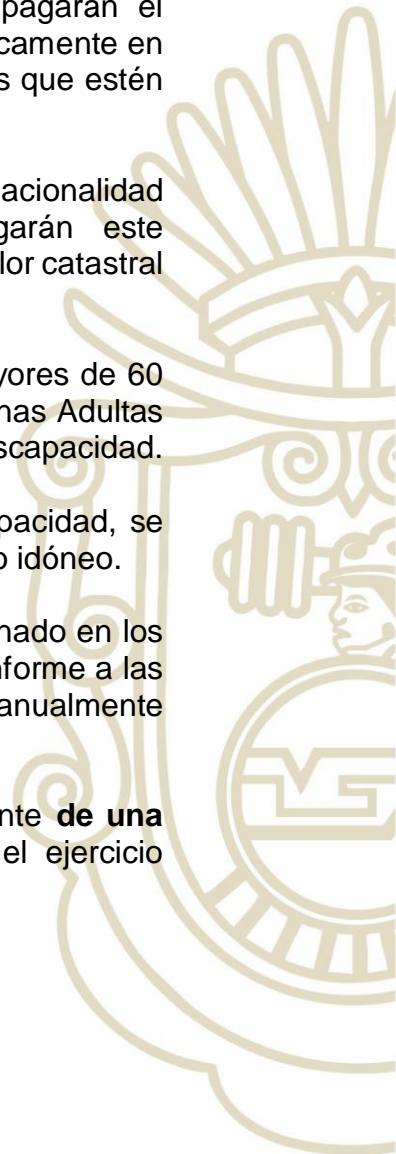 pagarán el
camente en
s que estén
acionalidad
garán este
lor catastral
yores de 60
nas Adultas
scapacidad.
pacidad, se
o idóneo.
nado en los
nforme a las
anualmente
nte de una
el ejercicio